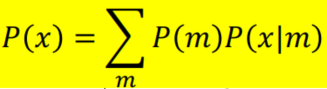 P(x) = ∑ P(m)P(x|m)
m